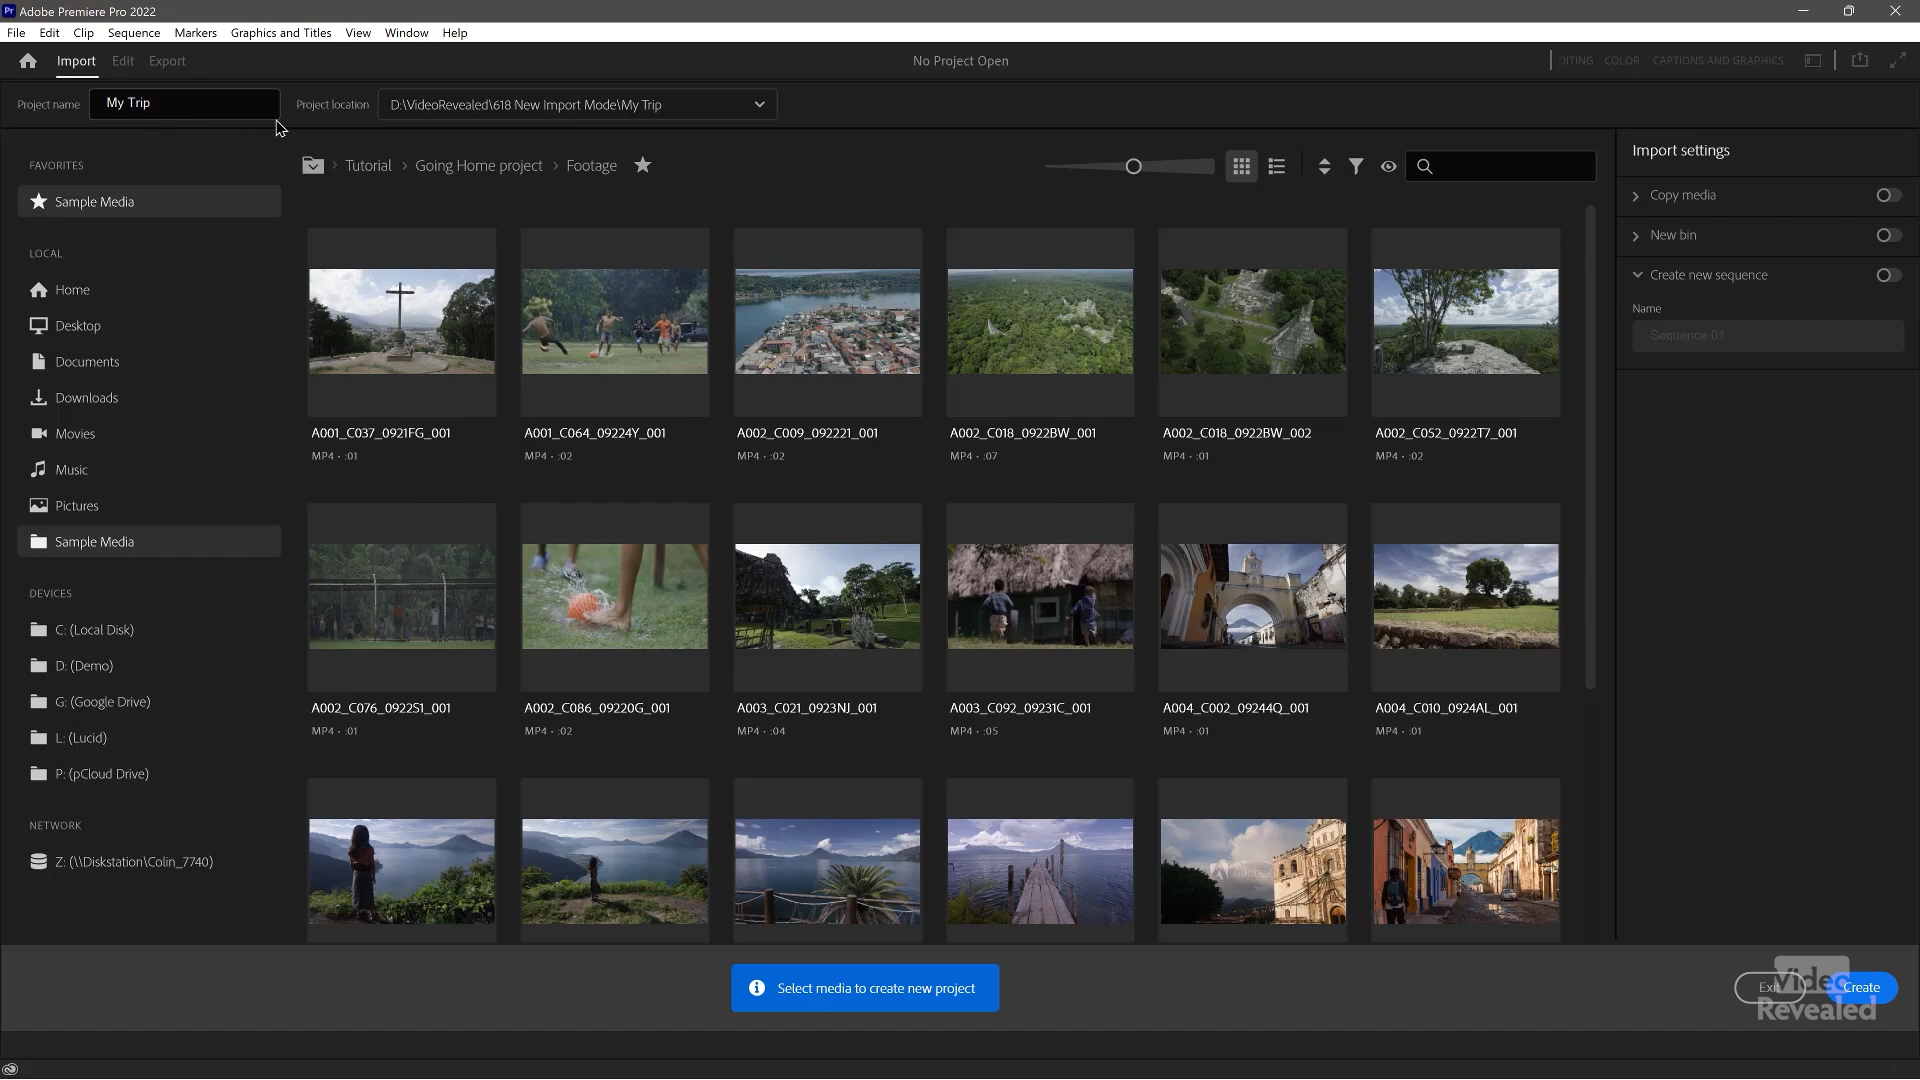 Pr Adobe Premiere Pro 2022
File Edit Clip Sequence Markers Graphics and Titles View Window Help
Import Edit Export
No Project Open
COLOR CAPTIONS AND GRAPHICS
Project name My Trip
Project location D:\VideoRevealed\618 New Import Mode\My Trip
FAVORITES
Sample Media
LOCAL
Home
Desktop
Documents
Downloads
Movies
Music
Pictures
Sample Media
DEVICES
C: (Local Disk)
D: (Demo)
G: (Google Drive)
L: (Lucid)
P: (pCloud Drive)
NETWORK
Z: (\\Diskstation\Colin_7740)
Tutorial > Going Home project > Footage
A001_C037_0921FG_001
MP4 - :01
A001_C064_09224Y_001
MP4 - :02
A002_C009_092221_001
MP4 - :02
A002_C018_0922BW_001
MP4 - :07
A002_C018_0922BW_002
MP4 - :01
A002_C052_0922T7_001
MP4 - :02
A002_C076_0922S1_001
MP4 - :01
A002_C086_09220G_001
MP4 - :02
A003_C021_0923NJ_001
MP4 - :04
A003_C092_09231C_001
MP4 - :05
A004_C002_09244Q_001
MP4 - :01
A004_C010_0924AL_001
MP4 - :01
Import settings
Copy media
New bin
Create new sequence
Name
Sequence 01
Select media to create new project
Exit
Create
Video
Revealed